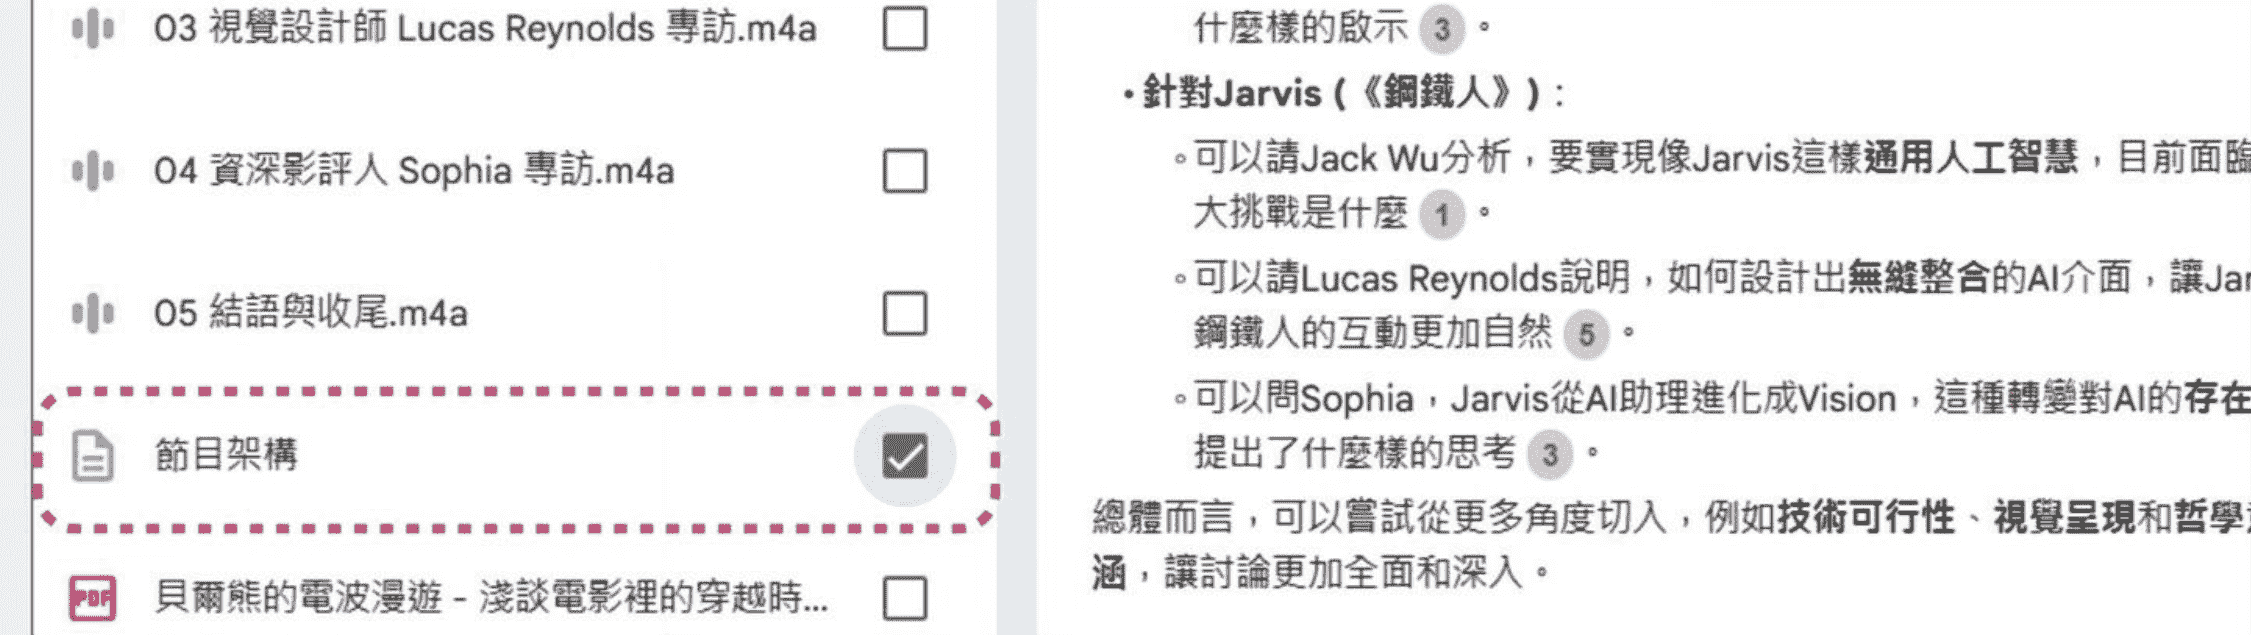 03 視覺設計師 Lucas Reynolds 專訪.m4a
04 資深影評人 Sophia 專訪.m4a
05 結語與收尾.m4a
節目架構
PDF
貝爾熊的電波漫遊 - 淺談電影裡的穿越時...
什麼樣的啟示 3 。
• 針對Jarvis (《鋼鐵人》)：
◦ 可以請Jack Wu分析，要實現像Jarvis這樣通用人工智慧，目前面臨
大挑戰是什麼 1 。
◦ 可以請Lucas Reynolds說明，如何設計出無縫整合的AI介面，讓Jar
鋼鐵人的互動更加自然 5 。
◦ 可以問Sophia，Jarvis從AI助理進化成Vision，這種轉變對AI的存在
提出了什麼樣的思考 3 。
總體而言，可以嘗試從更多角度切入，例如技術可行性、視覺呈現和哲學
涵，讓討論更加全面和深入。